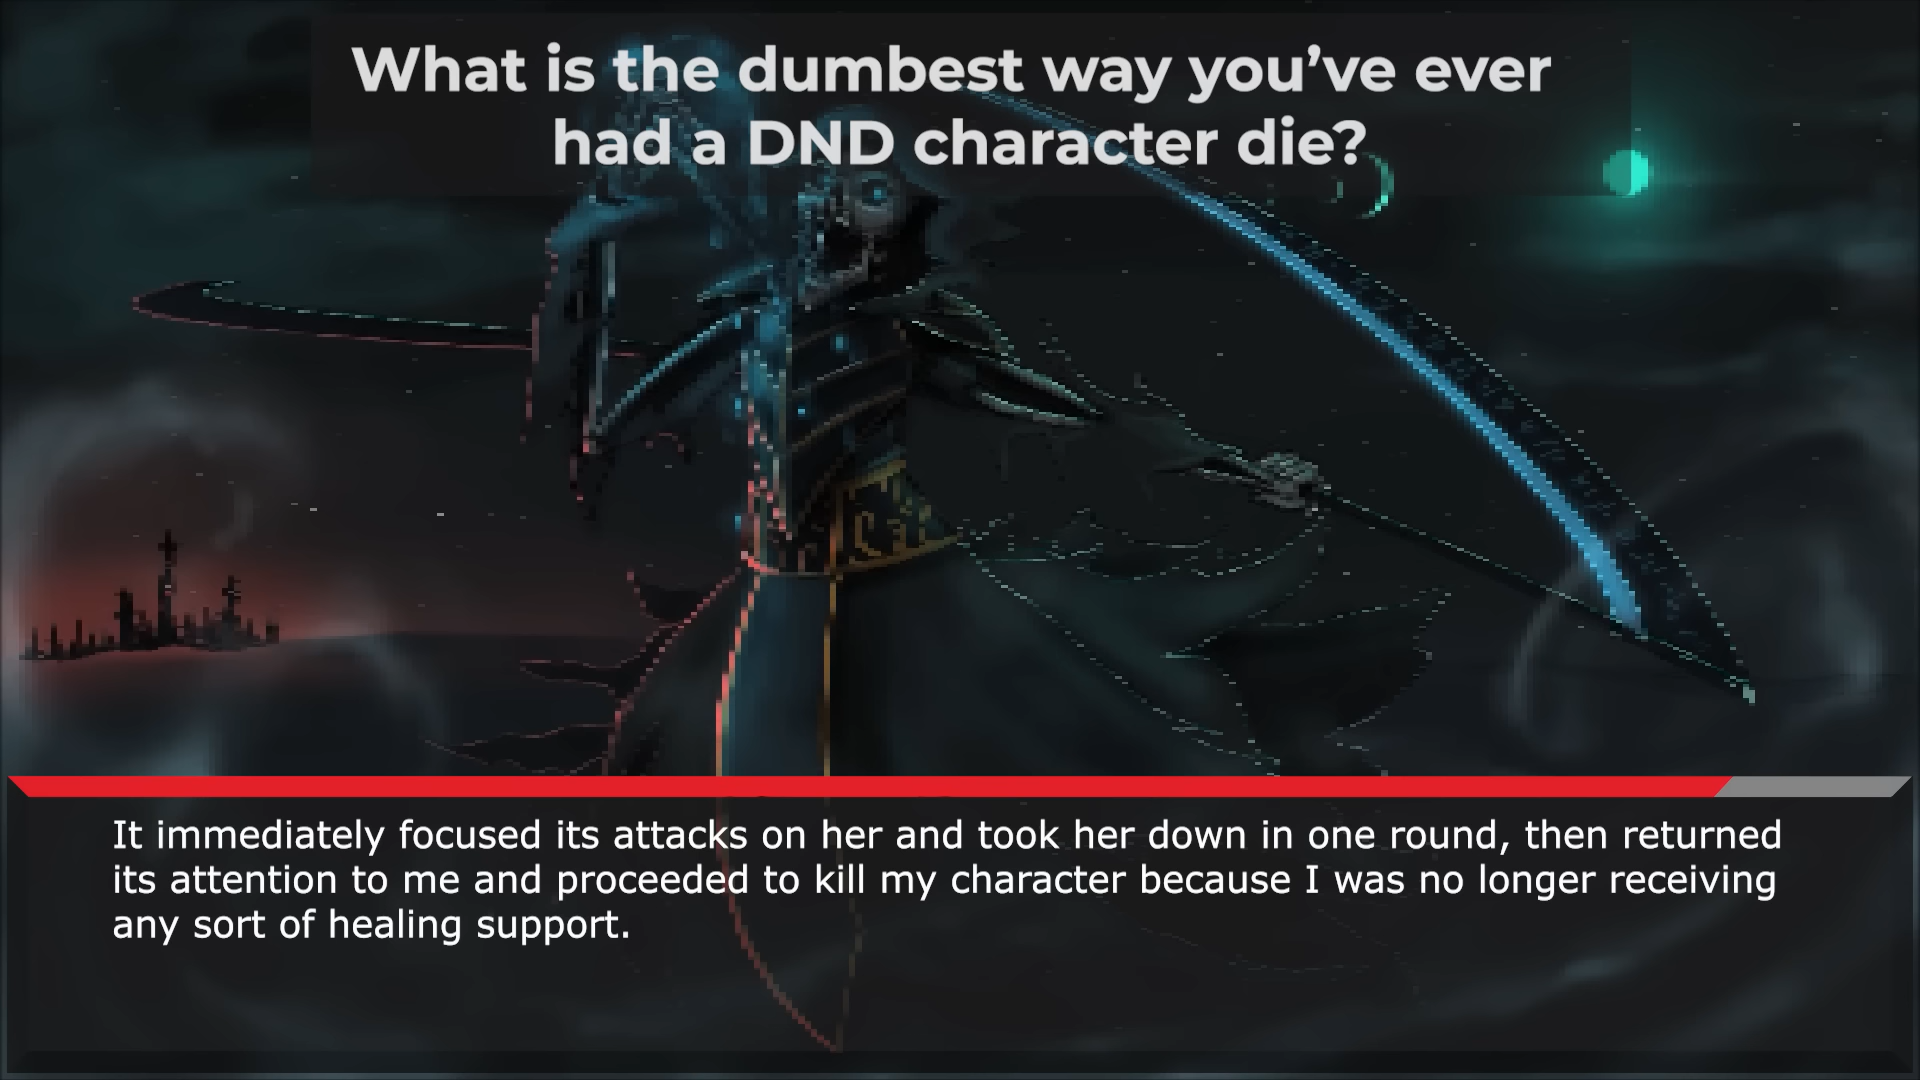 What is the dumbest way you’ve ever
had a DND character die?
It immediately focused its attacks on her and took her down in one round, then returned
its attention to me and proceeded to kill my character because I was no longer receiving
any sort of healing support.